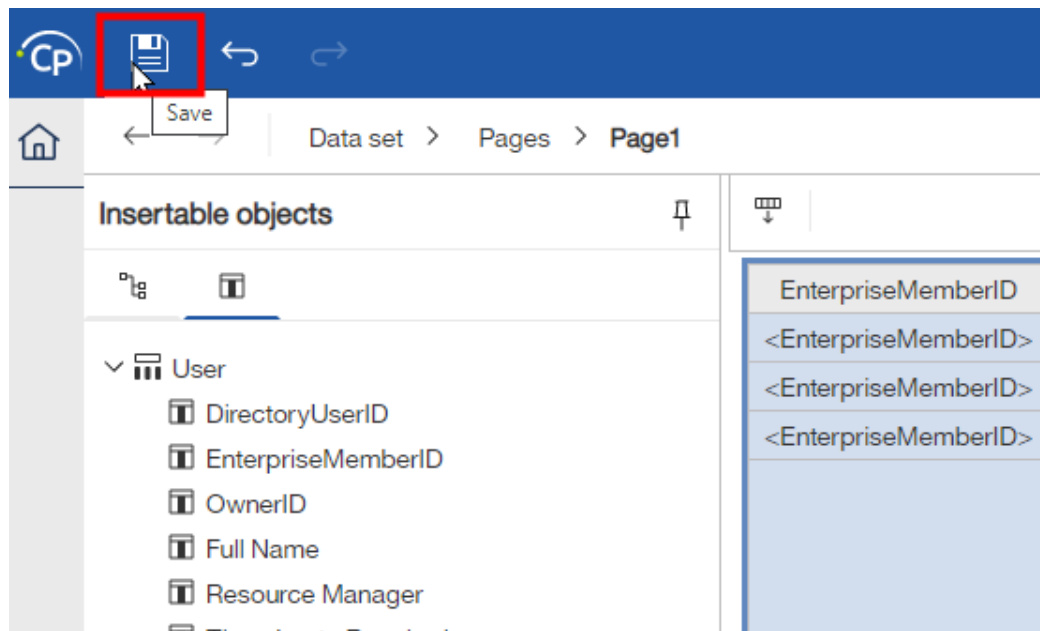 CP
Save
Data set > Pages > Page1
Insertable objects
EnterpriseMemberID
<EnterpriseMemberID>
<EnterpriseMemberID>
<EnterpriseMemberID>
User
DirectoryUserID
EnterpriseMemberID
OwnerID
Full Name
Resource Manager